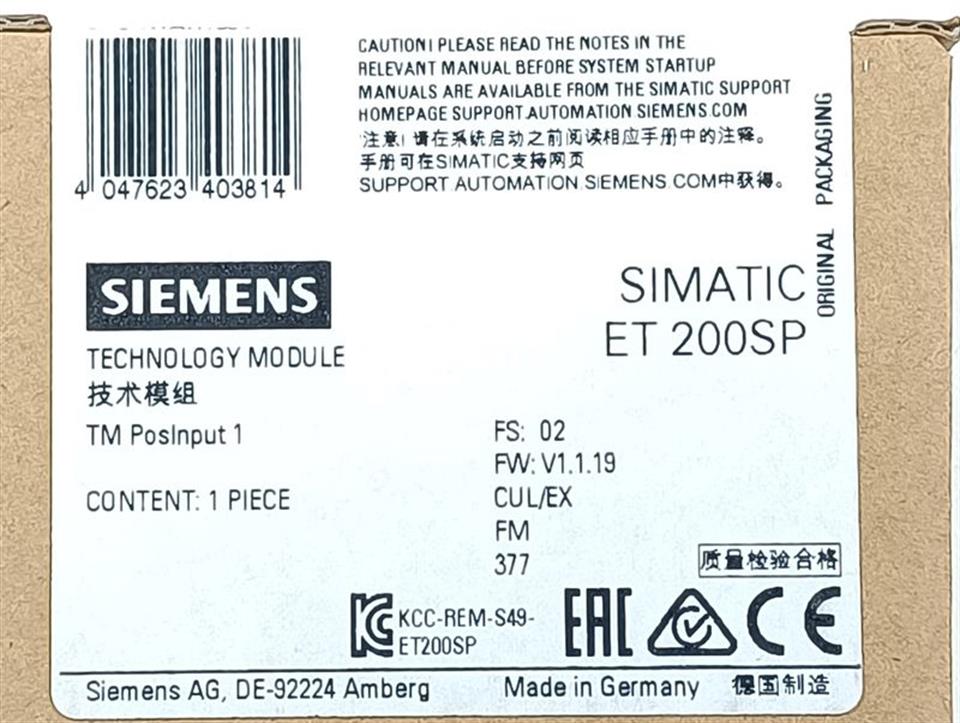 4 047623 403814
CAUTION! PLEASE READ THE NOTES IN THE
RELEVANT MANUAL BEFORE SYSTEM STARTUP
MANUALS ARE AVAILABLE FROM THE SIMATIC SUPPORT
HOMEPAGE SUPPORT.AUTOMATION SIEMENS.COM
注意! 请在系统启动之前阅读相应手册中的注释。
手册可在SIMATIC支持网页
SUPPORT.AUTOMATION.SIEMENS.COM中获得。
ORIGINAL PACKAGING
SIEMENS
SIMATIC
ET 200SP
TECHNOLOGY MODULE
技术模组
TM PosInput 1
CONTENT: 1 PIECE
FS: 02
FW: V1.1.19
CUL/EX
FM
377
质量检验合格
KC KCC-REM-S49-
ET200SP
EAC
CE
Siemens AG, DE-92224 Amberg
Made in Germany 德国制造